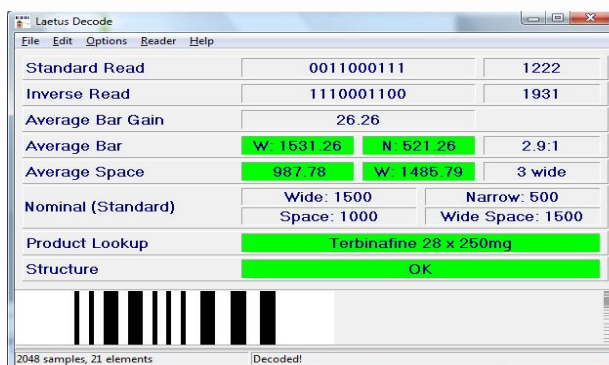 Laetus Decode
File Edit Options Reader Help
Standard Read 0011000111 1222
Inverse Read 1110001100 1931
Average Bar Gain 26.26
Average Bar W: 1531.26 N: 521.26 2.9:1
Average Space 987.78 W: 1485.79 3 wide
Nominal (Standard) Wide: 1500 Narrow: 500
Space: 1000 Wide Space: 1500
Product Lookup Terbinafine 28 x 250mg
Structure OK
2048 samples, 21 elements Decoded!